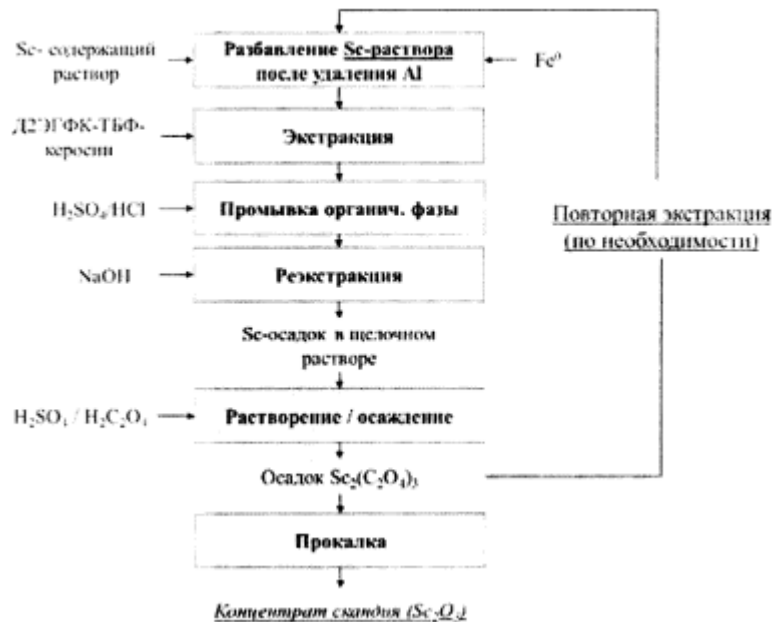 Sc- содержащий
раствор
Разбавление Sc-раствора
после удаления Al
Fe⁰
Д2ЭГФК-ТБФ-
керосин
Экстракция
H₂SO₄/HCl
Промывка органич. фазы
Повторная экстракция
(по необходимости)
NaOH
Реэкстракция
Sc-осадок в щелочном
растворе
H₂SO₄ / H₂C₂O₄
Растворение / осаждение
Осадок Sc₂(C₂O₄)₃
Прокалка
Концентрат скандия (Sc₂O₃)